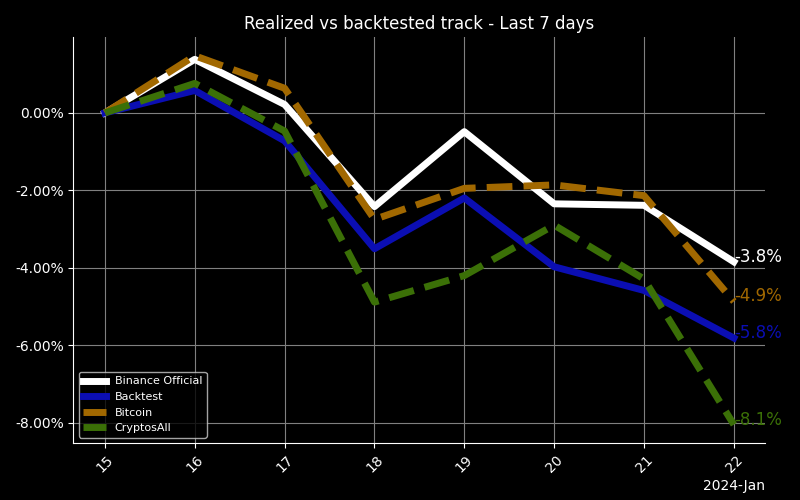 Realized vs backtested track - Last 7 days
0.00%
-2.00%
-4.00%
-6.00%
-8.00%
-3.8%
-4.9%
-5.8%
-8.1%
Binance Official
Backtest
Bitcoin
CryptosAll
15
16
17
18
19
20
21
22
2024-Jan